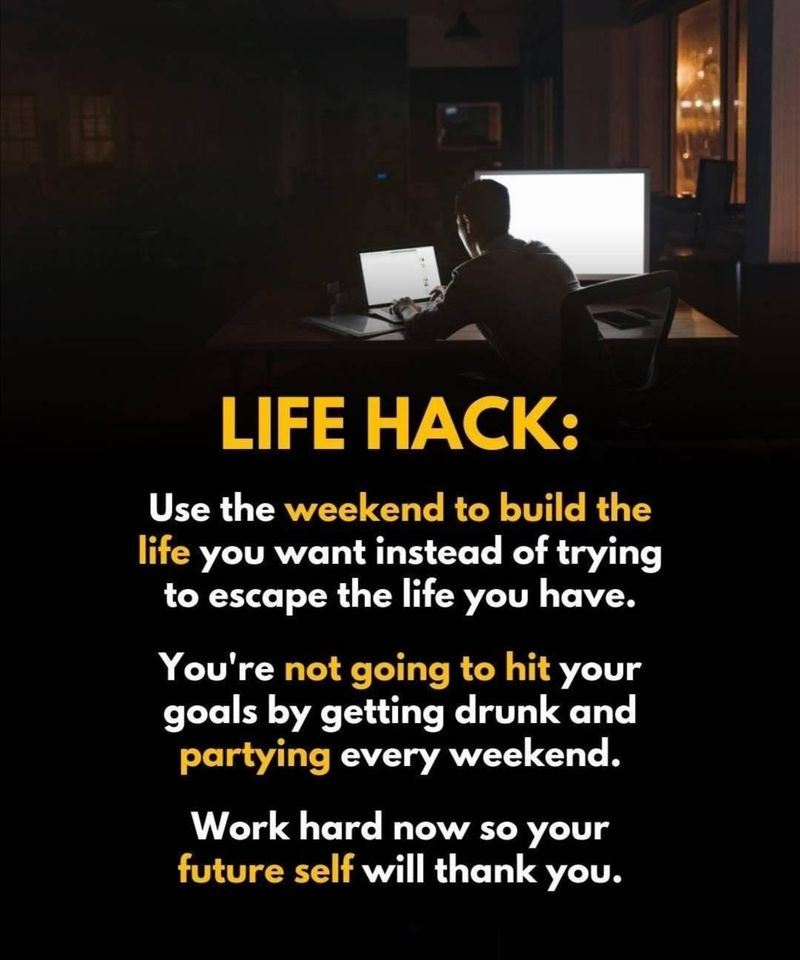 LIFE HACK:
Use the weekend to build the
life you want instead of trying
to escape the life you have.
You're not going to hit your
goals by getting drunk and
partying every weekend.
Work hard now so your
future self will thank you.